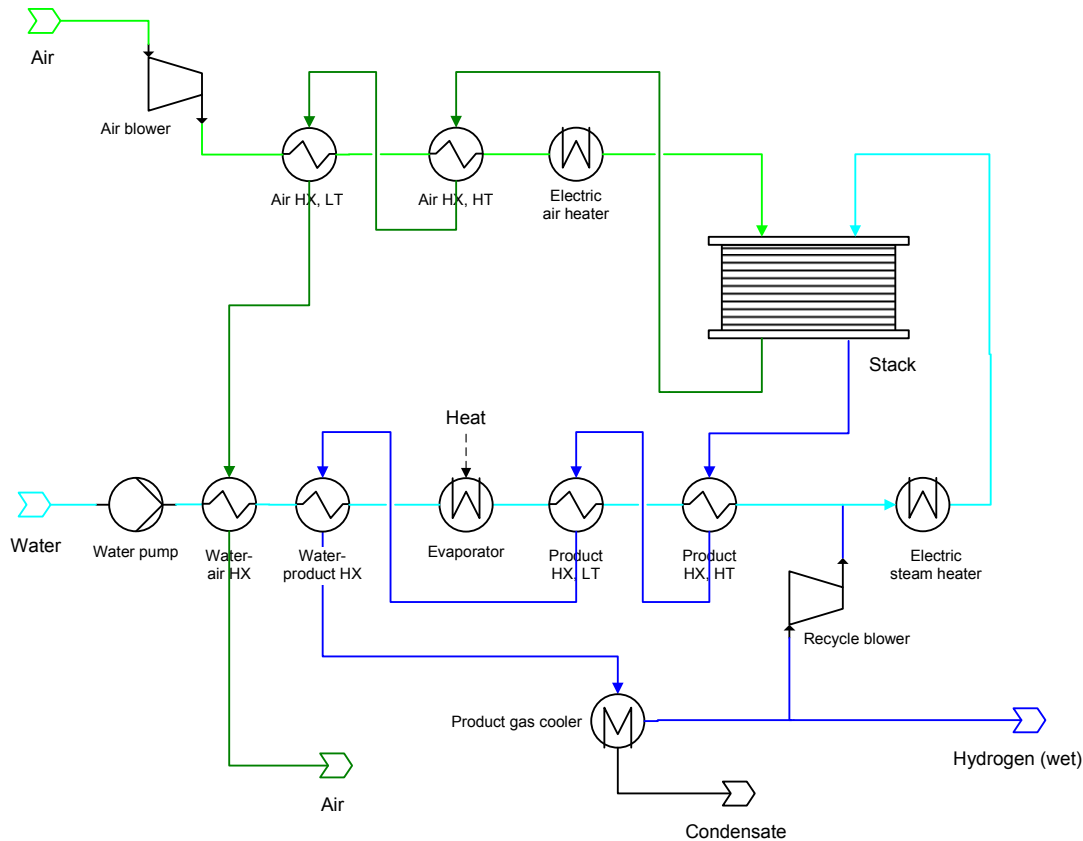 Air
Air blower
Air HX, LT
Air HX, HT
Electric
air heater
Stack
Heat
Water
Water pump
Water-
air HX
Water-
product HX
Evaporator
Product
HX, LT
Product
HX, HT
Electric
steam heater
Recycle blower
Product gas cooler
Hydrogen (wet)
Air
Condensate